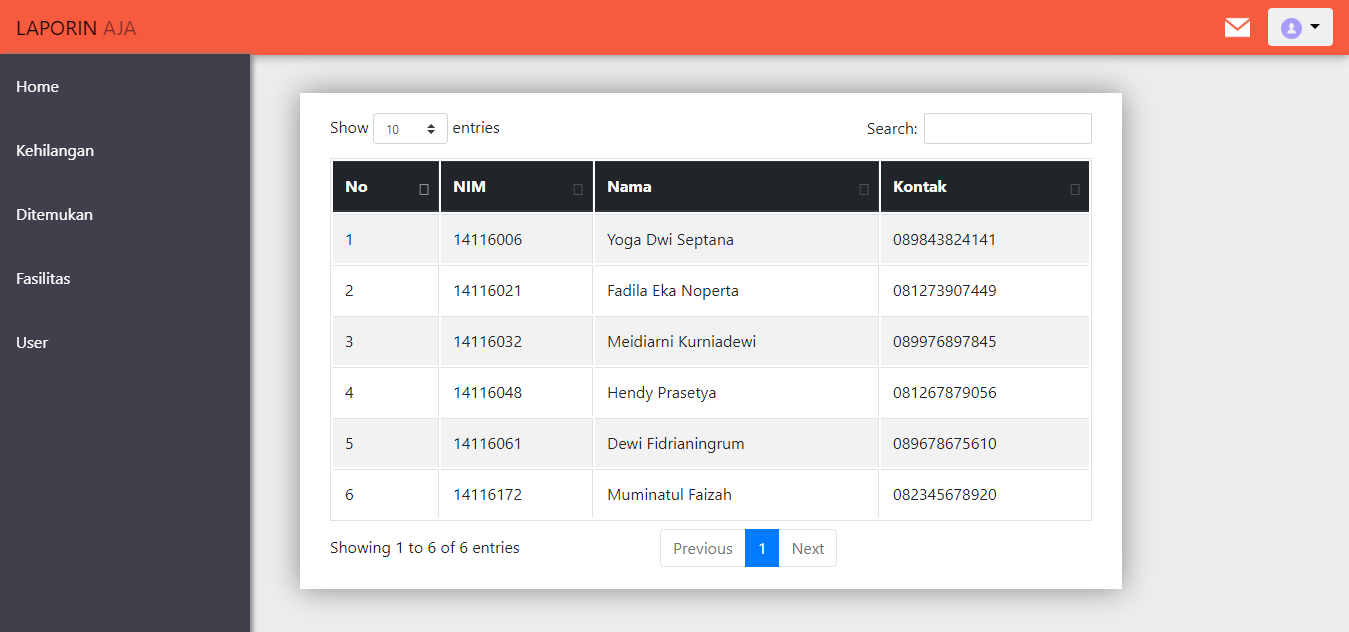 LAPORIN AJA
Home
Kehilangan
Ditemukan
Fasilitas
User
Show 10 entries
Search:
No NIM Nama Kontak
1 14116006 Yoga Dwi Septana 089843824141
2 14116021 Fadila Eka Noperta 081273907449
3 14116032 Meidiarni Kurniadewi 089976897845
4 14116048 Hendy Prasetya 081267879056
5 14116061 Dewi Fidrianingrum 089678675610
6 14116172 Muminatul Faizah 082345678920
Showing 1 to 6 of 6 entries
Previous 1 Next